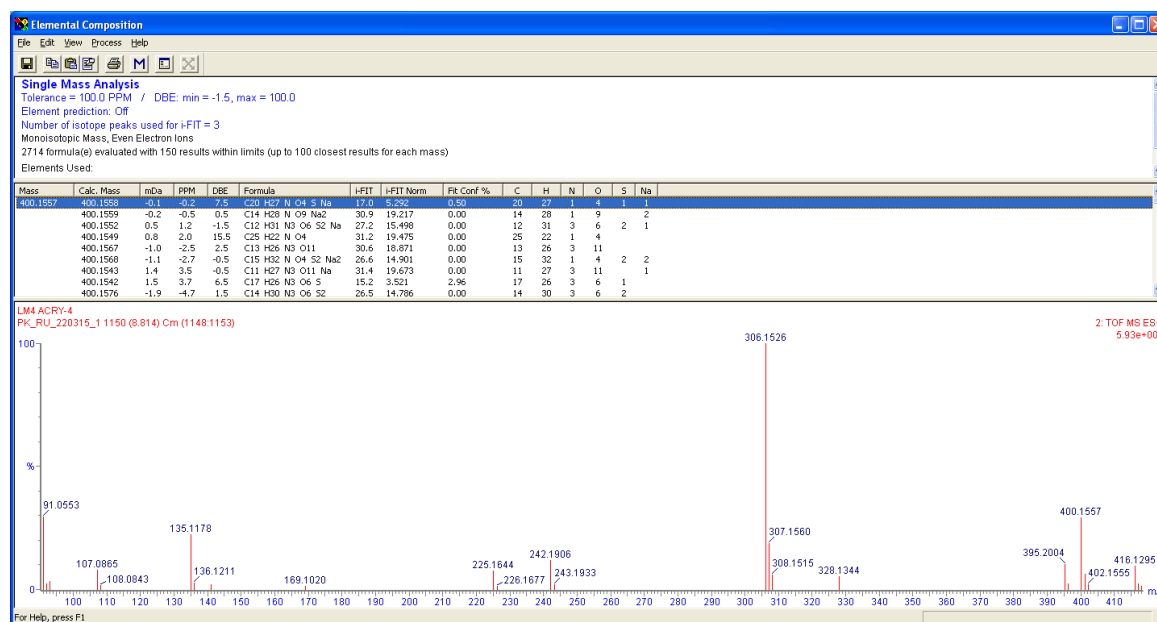 Elemental Composition
File Edit View Process Help
M
Single Mass Analysis
Tolerance = 100.0 PPM / DBE: min = -1.5, max = 100.0
Element prediction: Off
Number of isotope peaks used for i-FIT = 3
Monoisotopic Mass, Even Electron Ions
2714 formula(e) evaluated with 150 results within limits (up to 100 closest results for each mass)
Elements Used:
Mass Calc. Mass mDa PPM DBE Formula i-FIT i-FIT Norm Fit Conf % C H N O S Na
400.1557 400.1558 -0.1 -0.2 7.5 C20 H27 N O4 S Na 17.0 5.292 0.50 20 27 1 4 1 1
400.1559 -0.2 -0.5 0.5 C14 H28 N O9 Na2 30.9 19.217 0.00 14 28 1 9 2
400.1552 0.5 1.2 -1.5 C12 H31 N3 O6 S2 Na 27.2 15.498 0.00 12 31 3 6 2 1
400.1549 0.8 2.0 15.5 C25 H22 N O4 31.2 19.475 0.00 25 22 1 4
400.1567 -1.0 -2.5 2.5 C13 H26 N3 O11 30.6 18.871 0.00 13 26 3 11
400.1568 -1.1 -2.7 -0.5 C15 H32 N O4 S2 Na2 26.6 14.901 0.00 15 32 1 4 2 2
400.1543 1.4 3.5 -0.5 C11 H27 N3 O11 Na 31.4 19.673 0.00 11 27 3 11 1
400.1542 1.5 3.7 6.5 C17 H26 N3 O6 S 15.2 3.521 2.96 17 26 3 6 1
400.1576 -1.9 -4.7 1.5 C14 H30 N3 O6 S2 26.5 14.786 0.00 14 30 3 6 2
LM4 ACRY-4
PK_RU_220315_1 1150 (8.814) Cm (1148:1153)
2: TOF MS ES+
5.93e+00
100
%
0
306.1526
91.0553
400.1557
135.1178
307.1560
242.1906
395.2004
416.1295
107.0865
136.1211
225.1644
308.1515
328.1344
108.0843
169.1020
226.1677
243.1933
402.1555
100 110 120 130 140 150 160 170 180 190 200 210 220 230 240 250 260 270 280 290 300 310 320 330 340 350 360 370 380 390 400 410
For Help, press F1